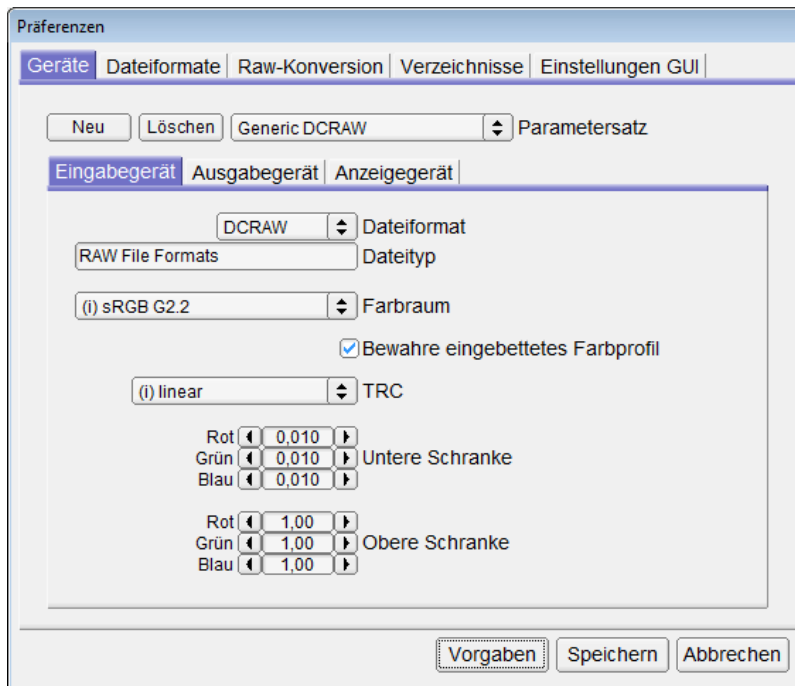 Präferenzen
Geräte Dateiformate Raw-Konversion Verzeichnisse Einstellungen GUI
Neu Löschen Generic DCRAW Parametersatz
Eingabegerät Ausgabegerät Anzeigegerät
DCRAW Dateiformat
RAW File Formats Dateityp
(i) sRGB G2.2 Farbraum
Bewahre eingebettetes Farbprofil
(i) linear TRC
Rot 0,010
Grün 0,010 Untere Schranke
Blau 0,010
Rot 1,00
Grün 1,00 Obere Schranke
Blau 1,00
Vorgaben Speichern Abbrechen